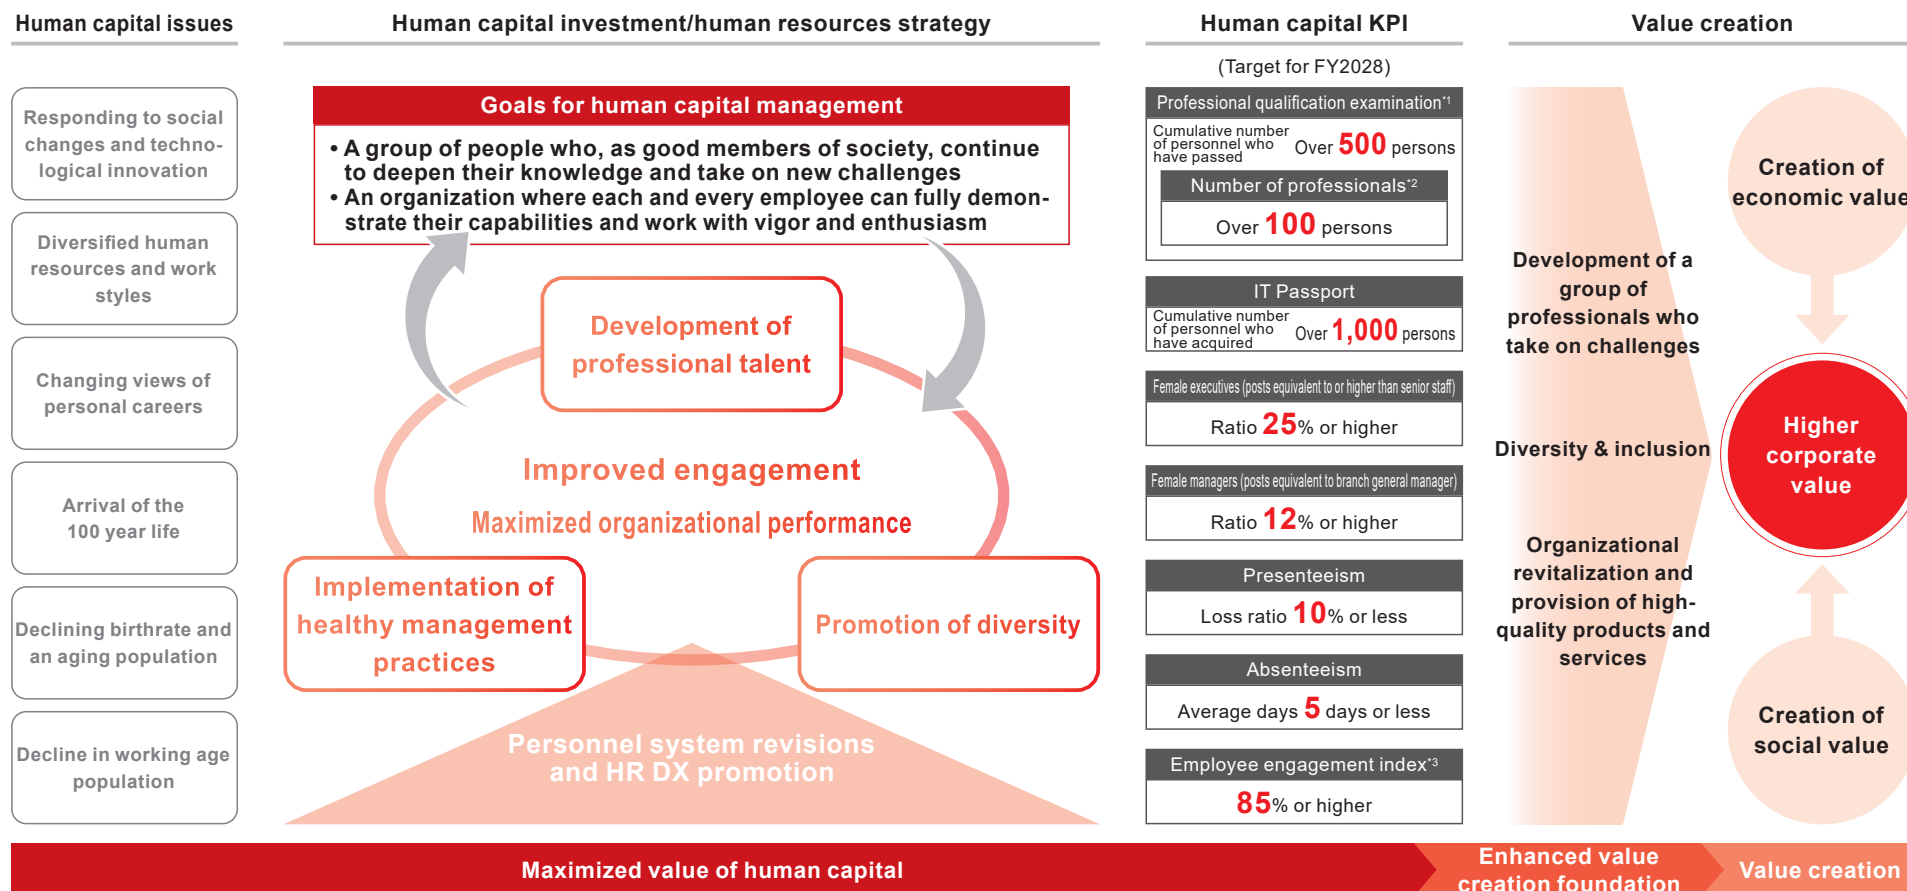 Human capital issues
Responding to social
changes and techno-
logical innovation
Diversified human
resources and work
styles
Changing views of
personal careers
Arrival of the
100 year life
Declining birthrate and
an aging population
Decline in working age
population
Human capital investment/human resources strategy
Goals for human capital management
• A group of people who, as good members of society, continue
to deepen their knowledge and take on new challenges
• An organization where each and every employee can fully demon-
strate their capabilities and work with vigor and enthusiasm
Development of
professional talent
Improved engagement
Maximized organizational performance
Implementation of
healthy management
practices
Promotion of diversity
Personnel system revisions
and HR DX promotion
Human capital KPI
(Target for FY2028)
Professional qualification examination*1
Cumulative number
of personnel who
have passed
Over 500 persons
Number of professionals*2
Over 100 persons
IT Passport
Cumulative number
of personnel who
have acquired
Over 1,000 persons
Female executives (posts equivalent to or higher than senior staff)
Ratio 25% or higher
Female managers (posts equivalent to branch general manager)
Ratio 12% or higher
Presenteeism
Loss ratio 10% or less
Absenteeism
Average days 5 days or less
Employee engagement index*3
85% or higher
Value creation
Development of a
group of
professionals who
take on challenges
Diversity & inclusion
Organizational
revitalization and
provision of high-
quality products and
services
Creation of
economic value
Higher
corporate
value
Creation of
social value
Maximized value of human capital
Enhanced value
creation foundation
Value creation